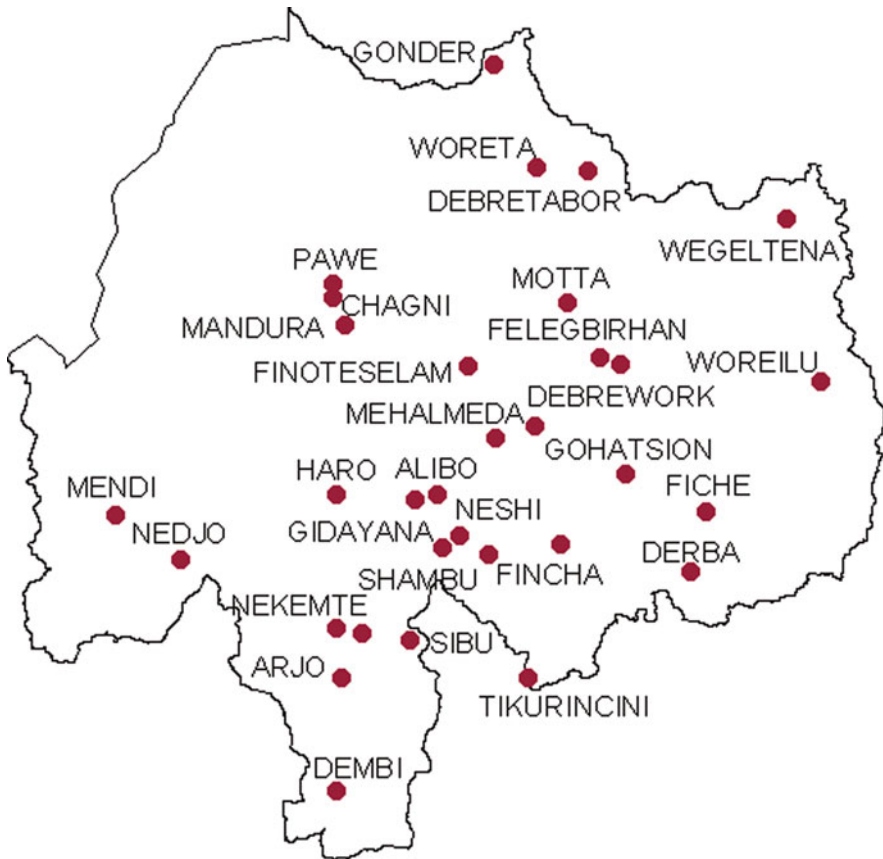 GONDER
WORETA
DEBRETABOR
WEGELTENA
PAWE
MOTTA
CHAGNI
MANDURA
FELEGBIRHAN
FINOTESELAM
WOREILU
DEBREWORK
MEHALMEDA
GOHATSION
HARO
ALIBO
MENDI
FICHE
NESHI
GIDAYANA
NEDJO
DERBA
SHAMBU
FINCHA
NEKEMTE
SIBU
ARJO
TIKURINCINI
DEMBI